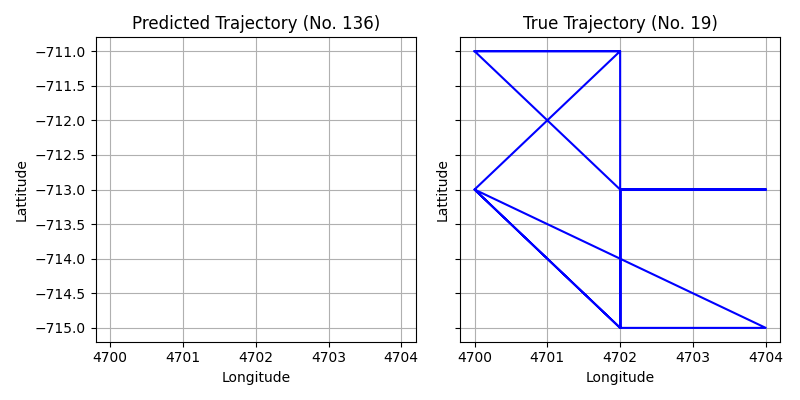 Predicted Trajectory (No. 136)
True Trajectory (No. 19)
Lattitude
−711.0
−711.5
−712.0
−712.5
−713.0
−713.5
−714.0
−714.5
−715.0
4700 4701 4702 4703 4704
Longitude
Lattitude
4700 4701 4702 4703 4704
Longitude